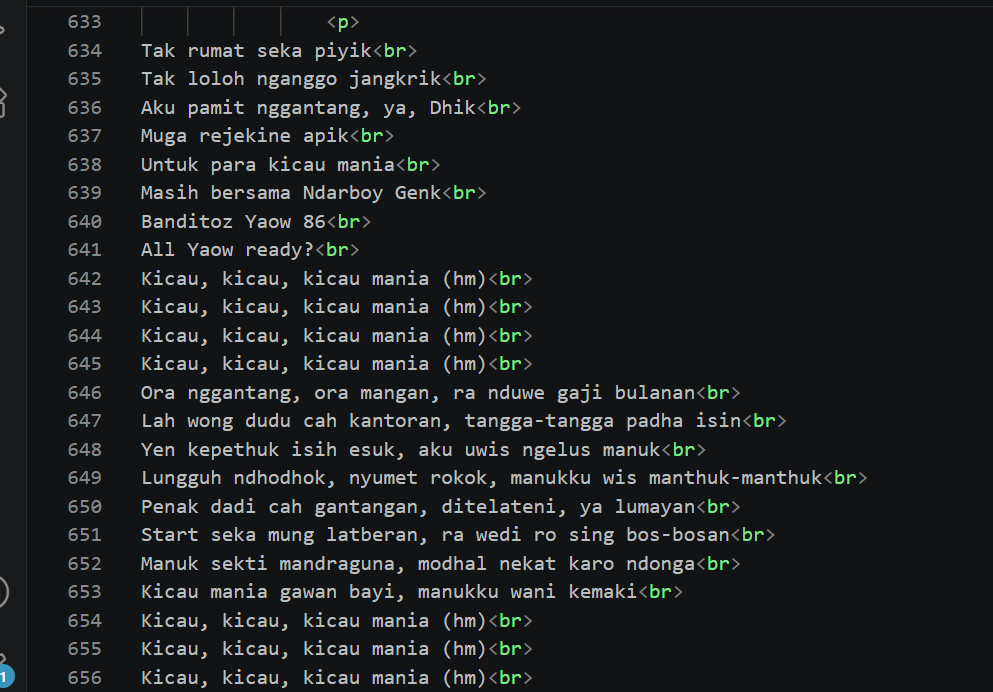 633 <p>
634 Tak rumat seka piyik<br>
635 Tak loloh nganggo jangkrik<br>
636 Aku pamit nggantang, ya, Dhik<br>
637 Muga rejekine apik<br>
638 Untuk para kicau mania<br>
639 Masih bersama Ndarboy Genk<br>
640 Banditoz Yaow 86<br>
641 All Yaow ready?<br>
642 Kicau, kicau, kicau mania (hm)<br>
643 Kicau, kicau, kicau mania (hm)<br>
644 Kicau, kicau, kicau mania (hm)<br>
645 Kicau, kicau, kicau mania (hm)<br>
646 Ora nggantang, ora mangan, ra nduwe gaji bulanan<br>
647 Lah wong dudu cah kantoran, tangga-tangga padha isin<br>
648 Yen kepethuk isih esuk, aku uwis ngelus manuk<br>
649 Lungguh ndhodhok, nyumet rokok, manukku wis manthuk-manthuk<br>
650 Penak dadi cah gantangan, ditelateni, ya lumayan<br>
651 Start seka mung latberan, ra wedi ro sing bos-bosan<br>
652 Manuk sekti mandraguna, modhal nekat karo ndonga<br>
653 Kicau mania gawan bayi, manukku wani kemaki<br>
654 Kicau, kicau, kicau mania (hm)<br>
655 Kicau, kicau, kicau mania (hm)<br>
1
656 Kicau, kicau, kicau mania (hm)<br>